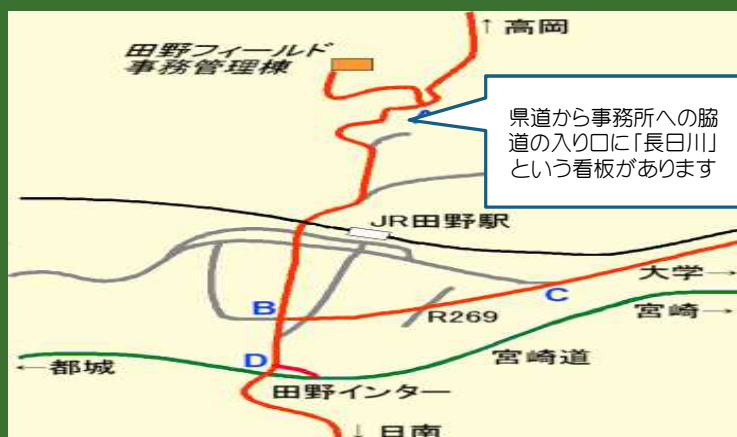 ↑高岡
田野フィールド
事務管理棟
県道から事務所への脇
道の入り口に「長日川」
という看板があります
JR田野駅
大学→
B
C
R269
宮崎→
D
宮崎道
←都城
田野インター
↓日南